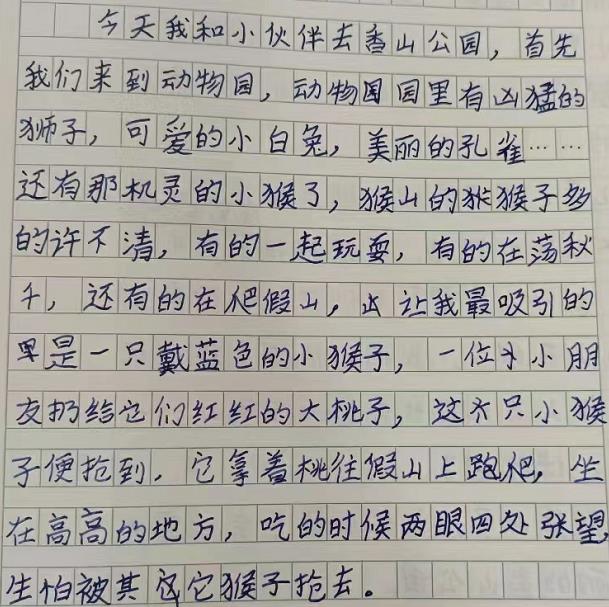 今天我和小伙伴去香山公园，首先
我们来到动物园，动物园园里有凶猛的
狮子，可爱的小白兔，美丽的孔雀……
还有那机灵的小猴了，猴山的猴子多
的许不清，有的一起玩耍，有的在荡秋
千，还有的在爬假山，让我最吸引的
是一只戴蓝色的小猴子，一位小朋
友扔给它们红红的大桃子，这只小猴
子便抢到，它拿着桃往假山上跑爬，坐
在高高的地方，吃的时候两眼四处张望，
生怕被其它猴子抢去。